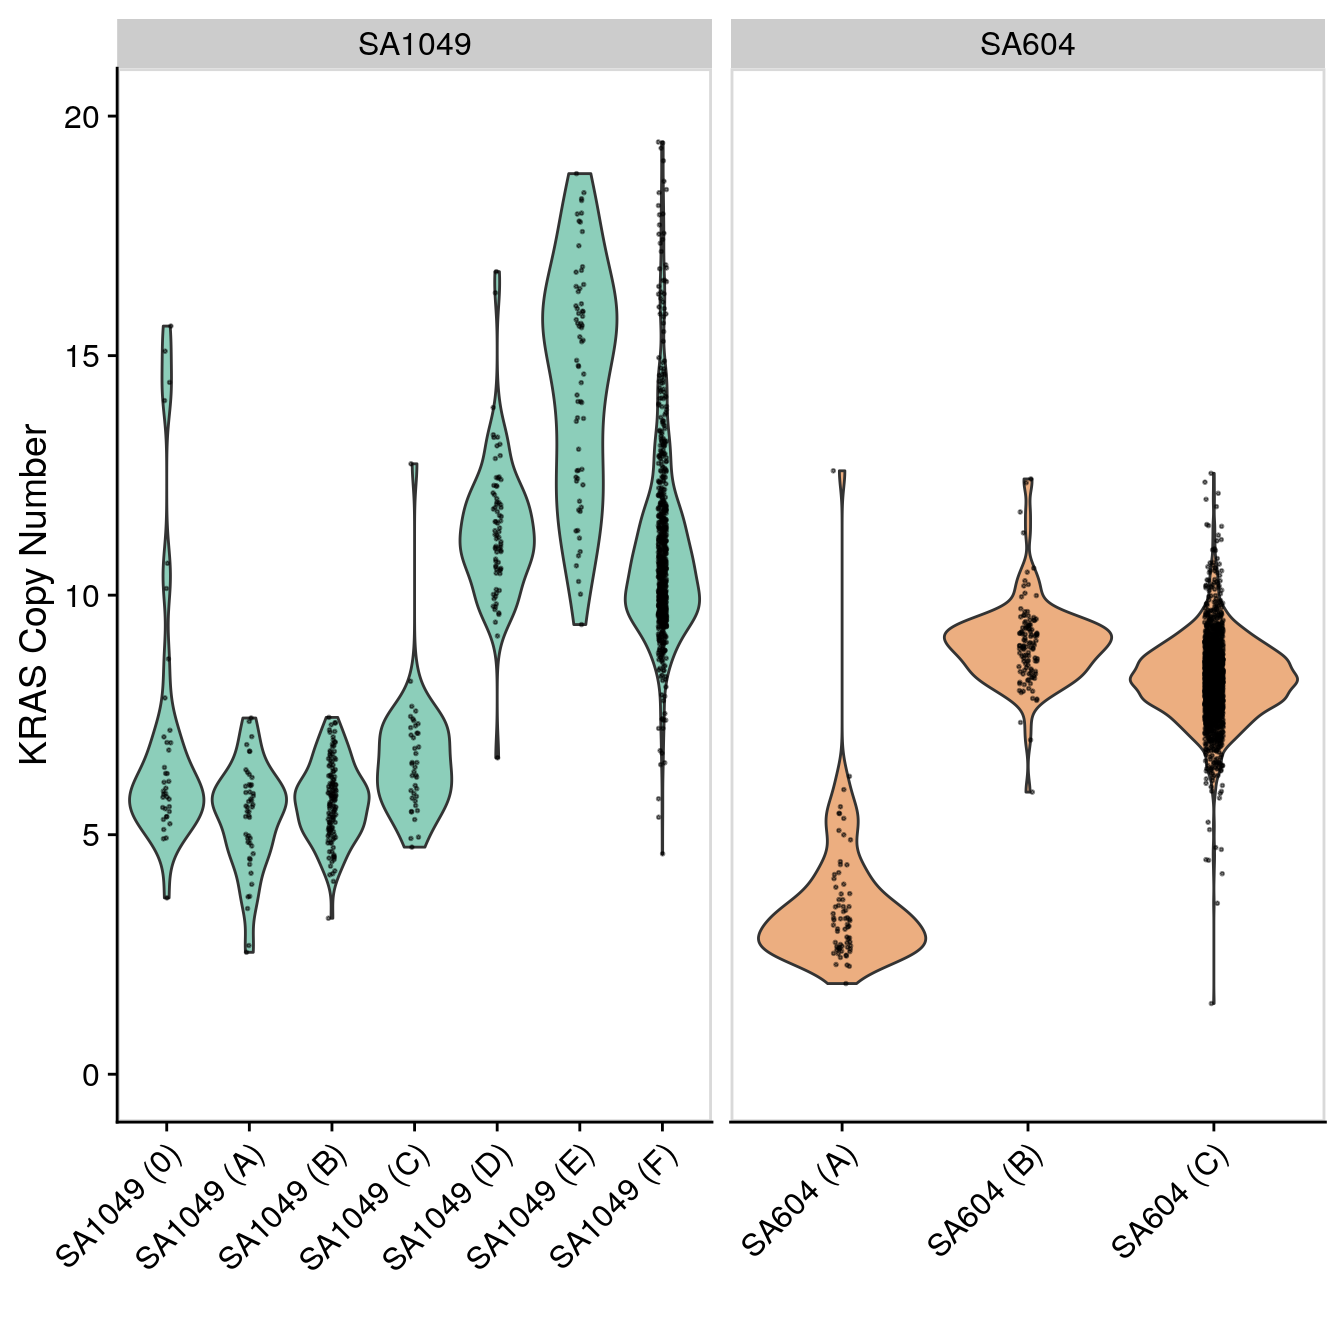 SA1049
SA604
KRAS Copy Number
20
15
10
5
0
SA1049 (0)
SA1049 (A)
SA1049 (B)
SA1049 (C)
SA1049 (D)
SA1049 (E)
SA1049 (F)
SA604 (A)
SA604 (B)
SA604 (C)